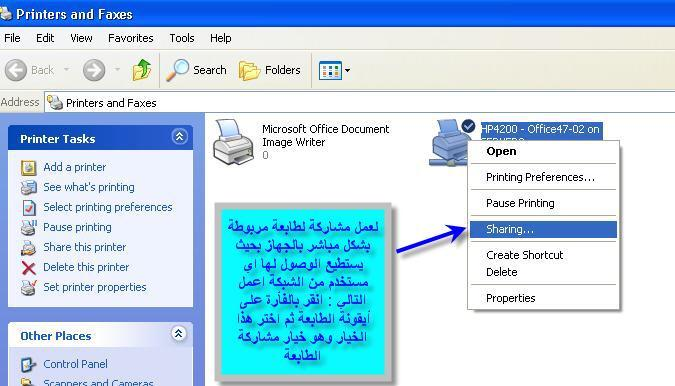 Printers and Faxes
File Edit View Favorites Tools Help
Back Search Folders
Address Printers and Faxes
Printer Tasks
Add a printer
See what's printing
Select printing preferences
Pause printing
Share this printer
Delete this printer
Set printer properties
Other Places
Control Panel
Scanners and Cameras
Microsoft Office Document
Image Writer
0
HP4200 - Office47-02 on
Open
Printing Preferences...
Pause Printing
Sharing...
Create Shortcut
Delete
Properties
لعمل مشاركة لطابعة مربوطة
بشكل مباشر بالجهاز بحيث
يستطيع الوصول لها اي
مستخدم من الشبكة اعمل
التالي : انقر بالفأرة على
أيقونة الطابعة ثم اختر هذا
الخيار وهو خيار مشاركة
الطابعة